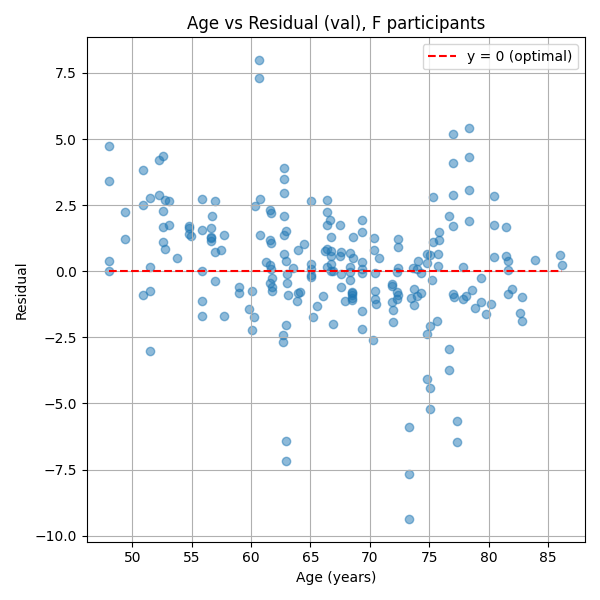 Age vs Residual (val), F participants
y = 0 (optimal)
7.5
5.0
2.5
0.0
−2.5
−5.0
−7.5
−10.0
Residual
50 55 60 65 70 75 80 85
Age (years)